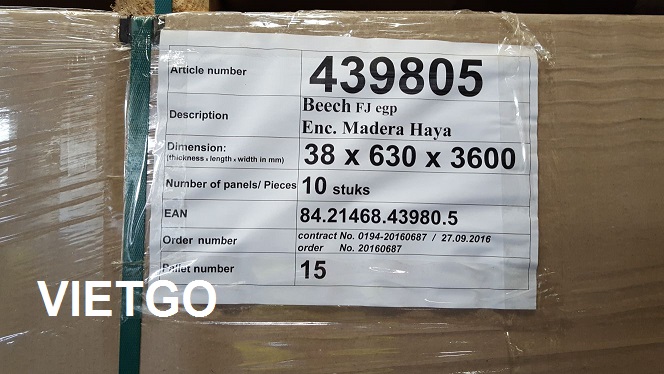 Article number 439805
Description Beech FJ egp
Enc. Madera Haya
Dimension:
(thickness x length x width in mm) 38 x 630 x 3600
Number of panels/ Pieces 10 stuks
EAN 84.21468.43980.5
Order number contract No. 0194-20160687 / 27.09.2016
order No. 20160687
Pallet number 15
VIETGO